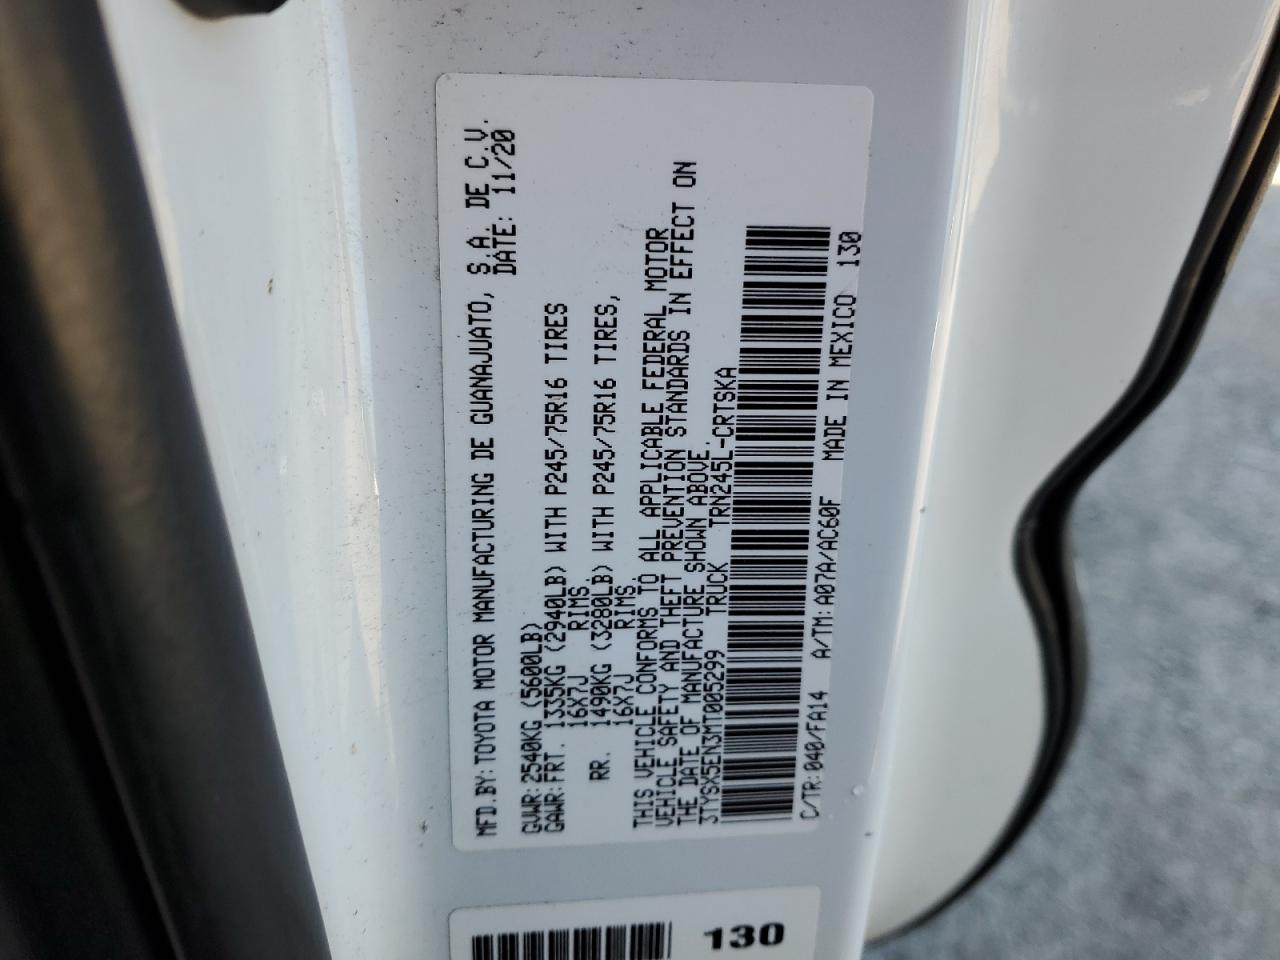 MFD.BY:TOYOTA MOTOR MANUFACTURING DE GUANAJUATO, S.A. DE C.V.
DATE: 11/20
GVWR:2540KG (5600LB)
GAWR:FRT. 1335KG (2940LB) WITH P245/75R16 TIRES
16X7J RIMS
RR. 1490KG (3280LB) WITH P245/75R16 TIRES,
16X7J RIMS
THIS VEHICLE CONFORMS TO ALL APPLICABLE FEDERAL MOTOR
VEHICLE SAFETY AND THEFT PREVENTION STANDARDS IN EFFECT ON
THE DATE OF MANUFACTURE SHOWN ABOVE.
3TYSX5EN3MT005299 TRUCK TRN245L-CRTSKA
C/TR:040/FA14 A/TM:A07A/AC60F MADE IN MEXICO 130
130